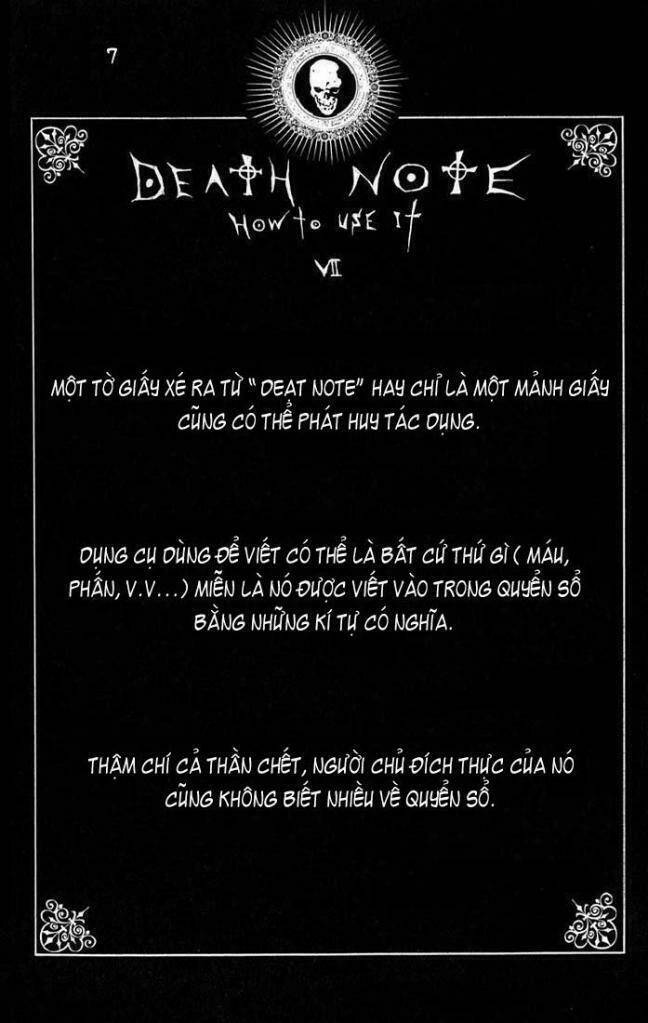 7
DEATH NOTE
HOW TO USE IT
VII
MỘT TỜ GIẤY XÉ RA TỪ “ DEẠT NOTE” HAY CHỈ LÀ MỘT MẢNH GIẤY
CŨNG CÓ THỂ PHÁT HUY TÁC DỤNG.
DỤNG CỤ DÙNG ĐỂ VIẾT CÓ THỂ LÀ BẤT CỨ THỨ GÌ ( MÁU,
PHẤN, V.V...) MIỄN LÀ NÓ ĐƯỢC VIẾT VÀO TRONG QUYỂN SỔ
BẰNG NHỮNG KÍ TỰ CÓ NGHĨA.
THẬM CHÍ CẢ THẦN CHẾT, NGƯỜI CHỦ ĐÍCH THỰC CỦA NÓ
CŨNG KHÔNG BIẾT NHIỀU VỀ QUYỂN SỔ.